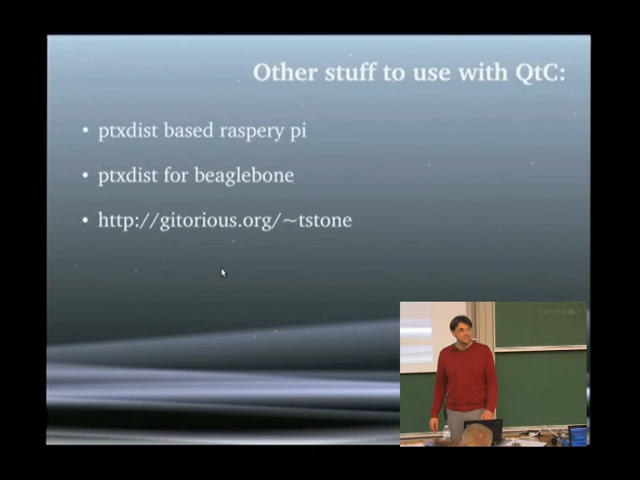 Other stuff to use with QtC:
• ptxdist based raspery pi
• ptxdist for beaglebone
• http://gitorious.org/~tstone